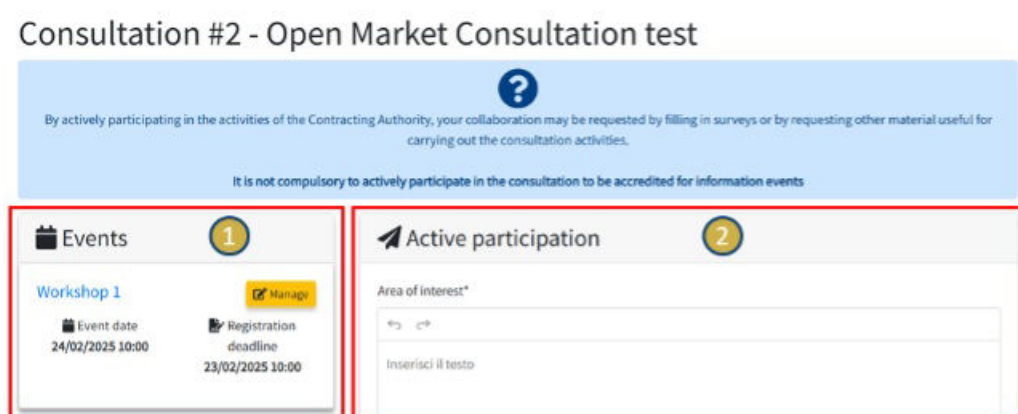 Consultation #2 - Open Market Consultation test
?
By actively participating in the activities of the Contracting Authority, your collaboration may be requested by filling in surveys or by requesting other material useful for
carrying out the consultation activities.
It is not compulsory to actively participate in the consultation to be accredited for information events
Events
1
Workshop 1
Manage
Event date
24/02/2025 10:00
Registration
deadline
23/02/2025 10:00
Active participation
2
Area of interest*
Inserisci il testo